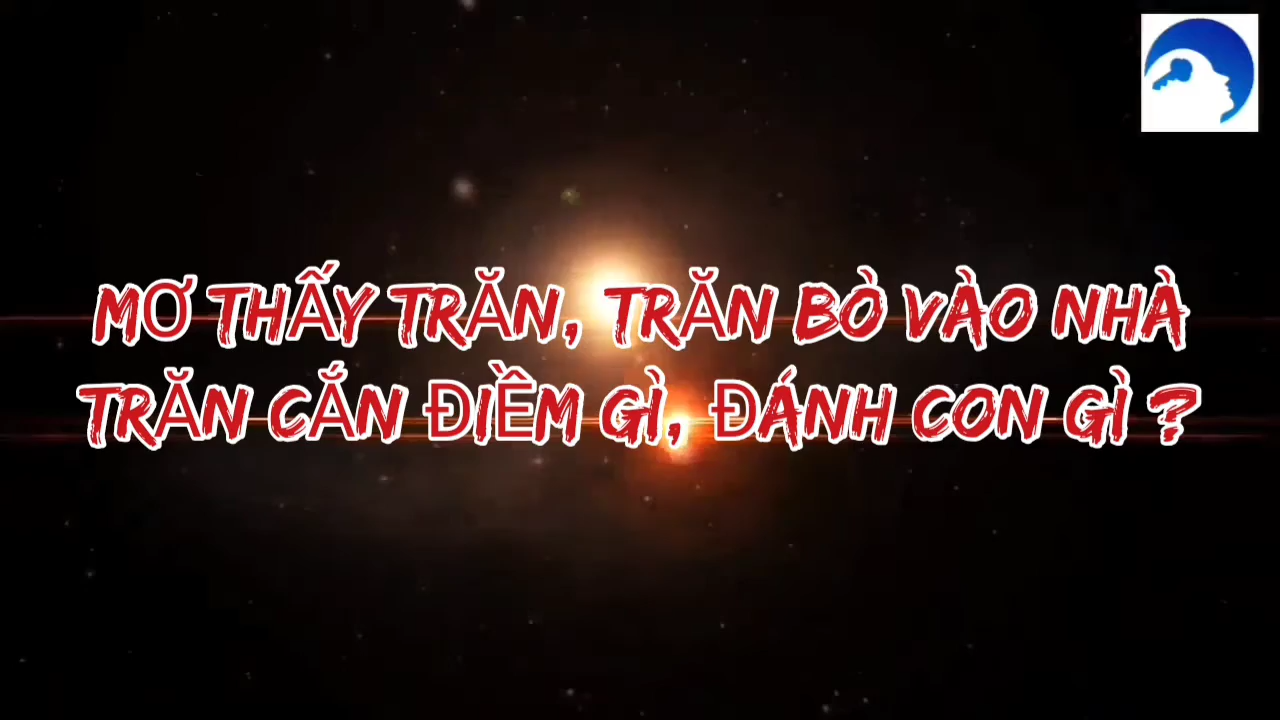 MƠ THẤY TRĂN, TRĂN BÒ VÀO NHÀ
TRĂN CẮN ĐIỀM GÌ, ĐÁNH CON GÌ ?